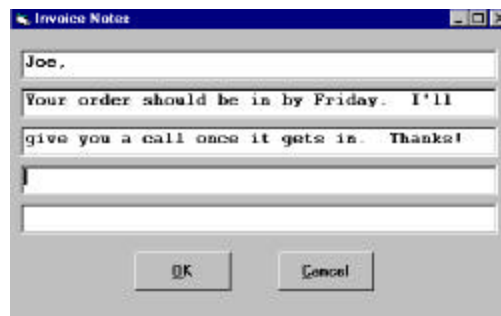 Invoice Notes
Joe,
Your order should be in by Friday.  I'll
give you a call once it gets in.  Thanks!
OK
Cancel